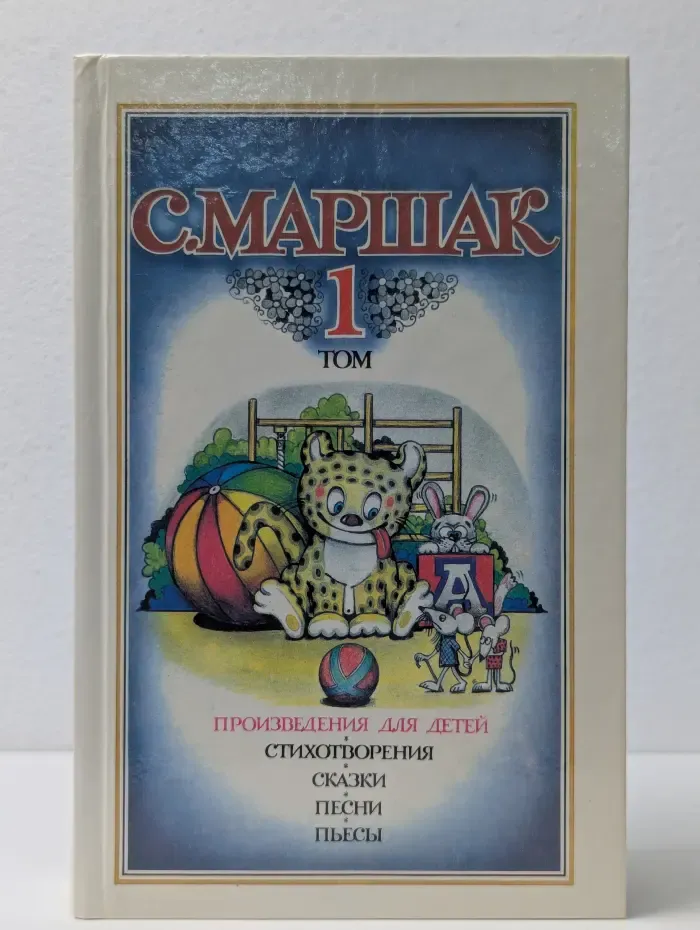 С.МАРШАК
1
ТОМ
А
ПРОИЗВЕДЕНИЯ ДЛЯ ДЕТЕЙ
СТИХОТВОРЕНИЯ
СКАЗКИ
ПЕСНИ
ПЬЕСЫ